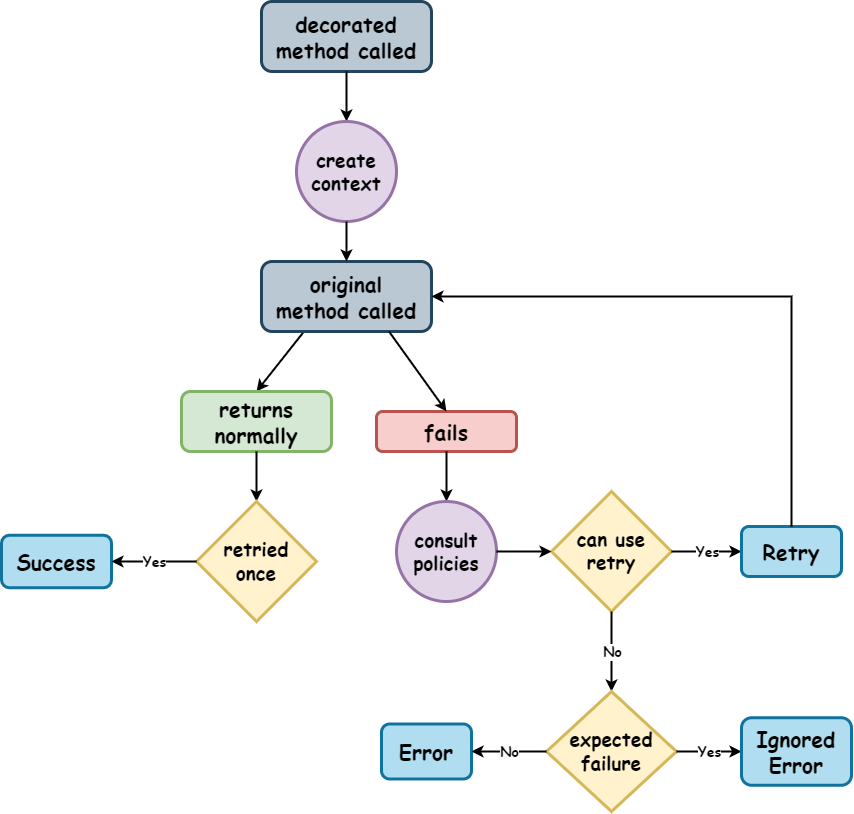 decorated
method called
create
context
original
method called
returns
normally
fails
Success
Yes
retried
once
consult
policies
can use
retry
Yes
Retry
No
Error
No
expected
failure
Yes
Ignored
Error